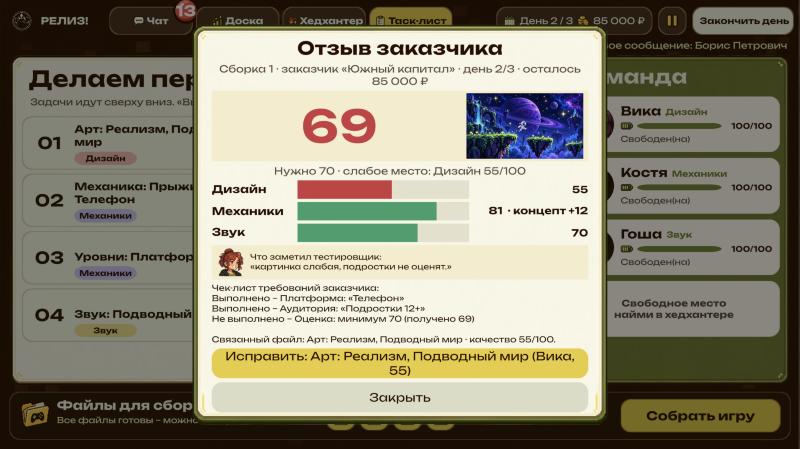 РЕЛИЗ!
Чат
13
Доска
Хедхантер
Таск-лист
День 2 / 3
85 000 ₽
Закончить день
ое сообщение: Борис Петрович
Делаем пер
Задачи идут сверху вниз. «Вы
01
Арт: Реализм, Под
мир
Дизайн
02
Механика: Прыжи
Телефон
Механики
03
Уровни: Платфор
Механики
04
Звук: Подводный
Звук
Отзыв заказчика
Сборка 1 · заказчик «Южный капитал» · день 2/3 · осталось
85 000 ₽
69
Нужно 70 · слабое место: Дизайн 55/100
Дизайн 55
Механики 81 · концепт +12
Звук 70
Что заметил тестировщик:
«картинка слабая, подростки не оценят.»
Чек-лист требований заказчика:
Выполнено – Платформа: «Телефон»
Выполнено – Аудитория: «Подростки 12+»
Не выполнено – Оценка: минимум 70 (получено 69)
Связанный файл: Арт: Реализм, Подводный мир · качество 55/100.
Исправить: Арт: Реализм, Подводный мир (Вика,
55)
Закрыть
манда
Вика Дизайн
100/100
Свободен(на)
Костя Механики
100/100
Свободен(на)
Гоша Звук
100/100
Свободен(на)
Свободное место
найми в хедхантере
Файлы для сбор
Все файлы готовы – можно
Собрать игру